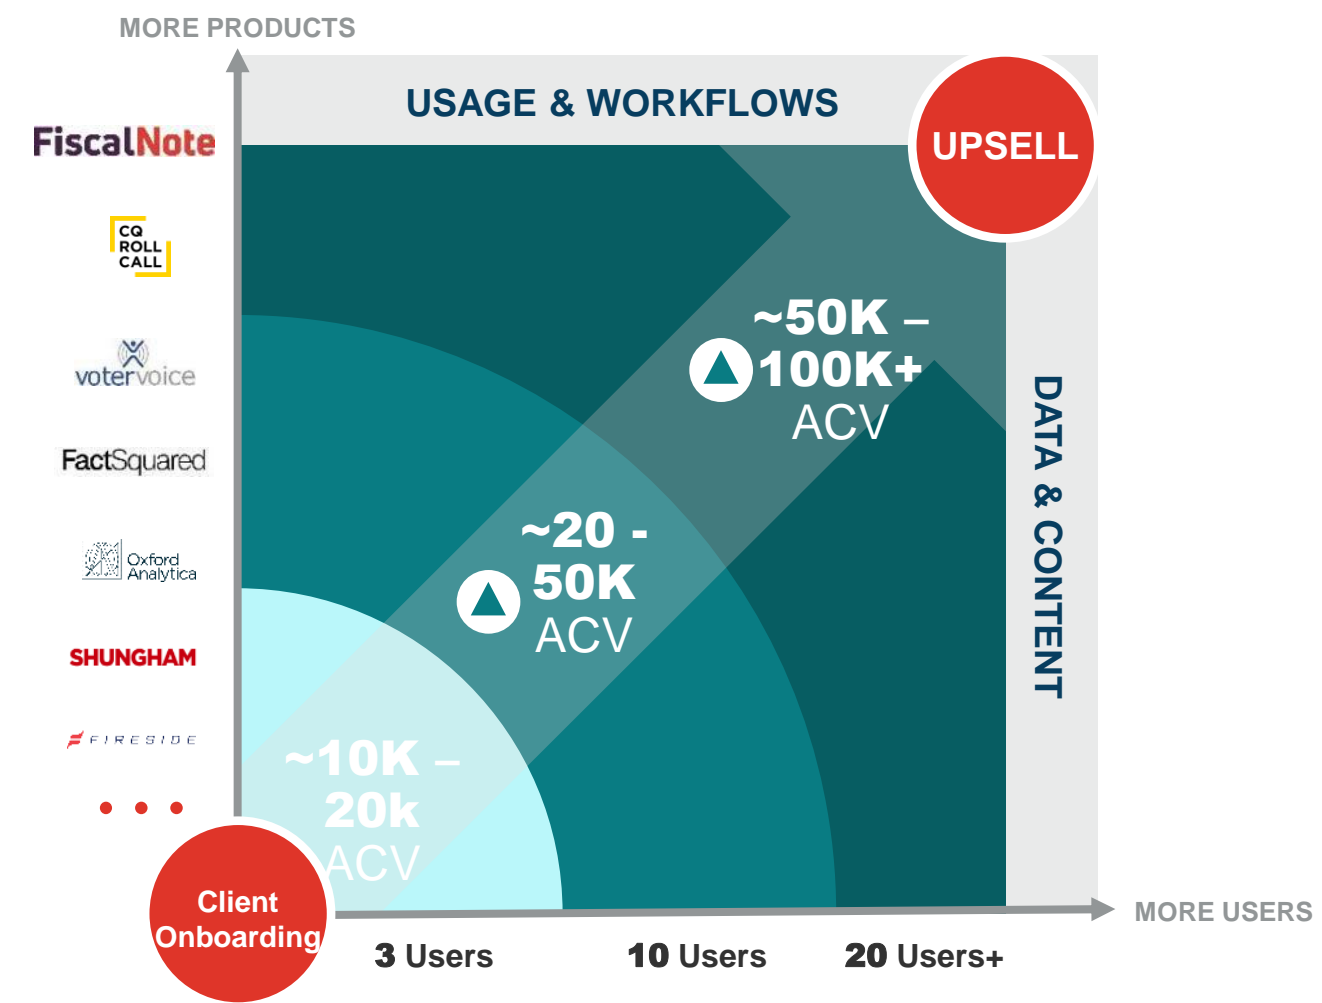 MORE PRODUCTS
USAGE & WORKFLOWS
UPSELL
FiscalNote
CQ
ROLL
CALL
votervoice
FactSquared
Oxford
Analytica
SHUNGHAM
FIRESIDE
~50K –
100K+
ACV
~20 -
50K
ACV
~10K –
20k
ACV
DATA & CONTENT
Client
Onboarding
MORE USERS
3 Users
10 Users
20 Users+